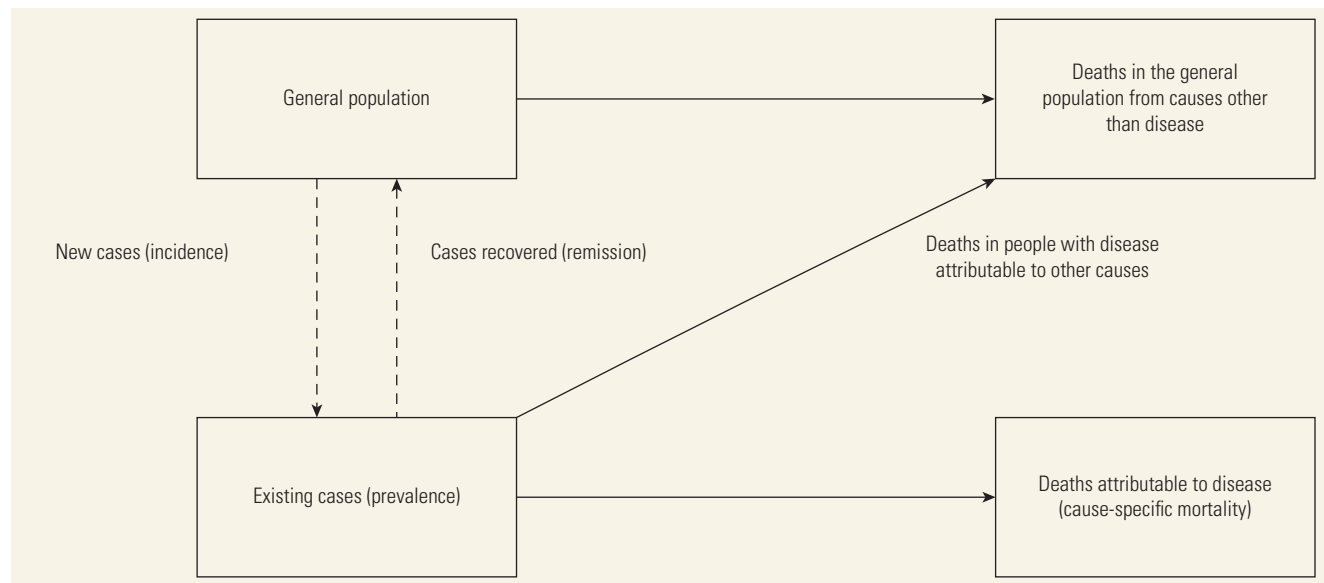 General population
Deaths in the general
population from causes other
than disease
New cases (incidence)
Cases recovered (remission)
Deaths in people with disease
attributable to other causes
Existing cases (prevalence)
Deaths attributable to disease
(cause-specific mortality)